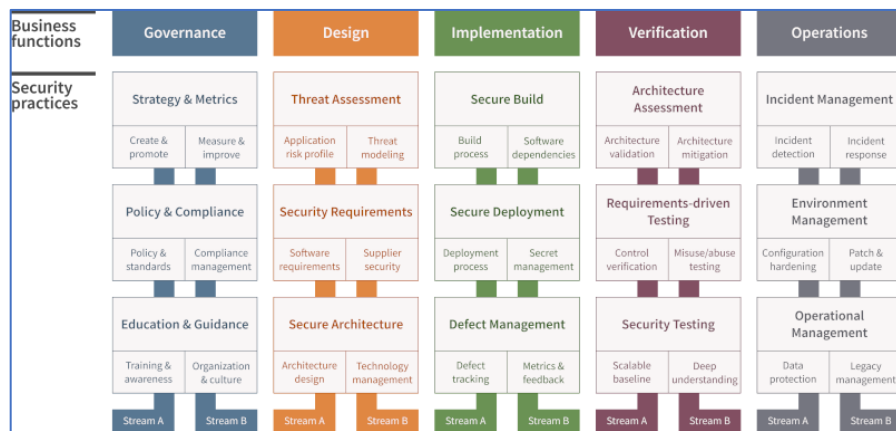 Business
functions
Governance
Design
Implementation
Verification
Operations
Security
practices
Strategy & Metrics
Create &
promote
Measure &
improve
Threat Assessment
Application
risk profile
Threat
modeling
Secure Build
Build
process
Software
dependencies
Architecture
Assessment
Architecture
validation
Architecture
mitigation
Incident Management
Incident
detection
Incident
response
Policy & Compliance
Policy &
standards
Compliance
management
Security Requirements
Software
requirements
Supplier
security
Secure Deployment
Deployment
process
Secret
management
Requirements-driven
Testing
Control
verification
Misuse/abuse
testing
Environment
Management
Configuration
hardening
Patch &
update
Education & Guidance
Training &
awareness
Organization
& culture
Secure Architecture
Architecture
design
Technology
management
Defect Management
Defect
tracking
Metrics &
feedback
Security Testing
Scalable
baseline
Deep
understanding
Operational
Management
Data
protection
Legacy
management
Stream A
Stream B
Stream A
Stream B
Stream A
Stream B
Stream A
Stream B
Stream A
Stream B